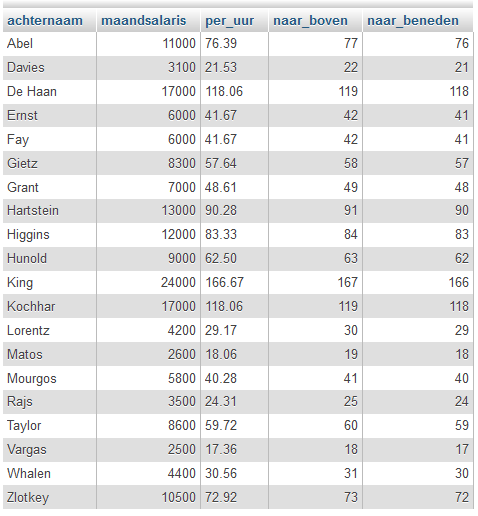 achternaam maandsalaris per_uur naar_boven naar_beneden
Abel 11000 76.39 77 76
Davies 3100 21.53 22 21
De Haan 17000 118.06 119 118
Ernst 6000 41.67 42 41
Fay 6000 41.67 42 41
Gietz 8300 57.64 58 57
Grant 7000 48.61 49 48
Hartstein 13000 90.28 91 90
Higgins 12000 83.33 84 83
Hunold 9000 62.50 63 62
King 24000 166.67 167 166
Kochhar 17000 118.06 119 118
Lorentz 4200 29.17 30 29
Matos 2600 18.06 19 18
Mourgos 5800 40.28 41 40
Rajs 3500 24.31 25 24
Taylor 8600 59.72 60 59
Vargas 2500 17.36 18 17
Whalen 4400 30.56 31 30
Zlotkey 10500 72.92 73 72